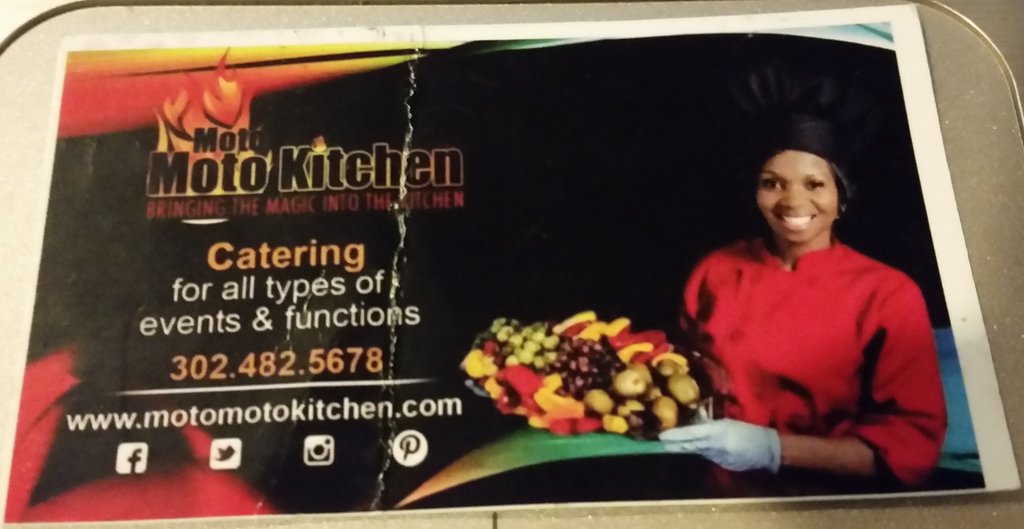 Moto
Moto Kitchen
BRINGING THE MAGIC INTO THE KITCHEN
Catering
for all types of
events & functions
302.482.5678
www.motomotokitchen.com